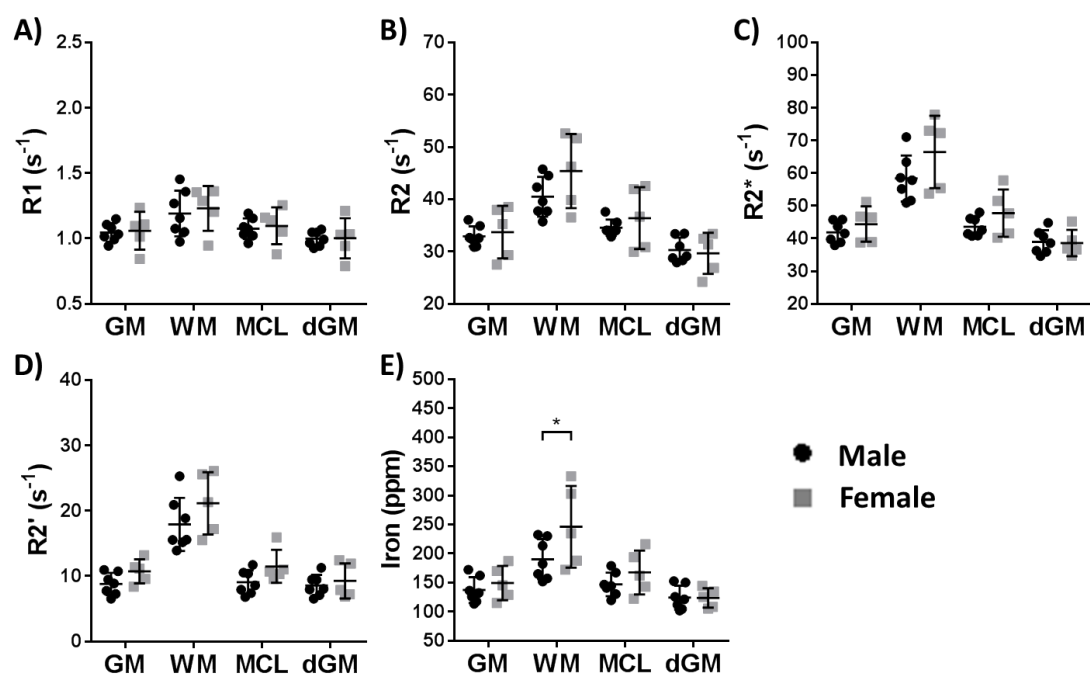 A)
R1 (s⁻¹)
2.5
2.0
1.5
1.0
0.5
GM WM MCL dGM
B)
R2 (s⁻¹)
70
60
50
40
30
20
GM WM MCL dGM
C)
R2* (s⁻¹)
100
90
80
70
60
50
40
30
20
GM WM MCL dGM
D)
R2' (s⁻¹)
40
30
20
10
0
GM WM MCL dGM
E)
Iron (ppm)
500
450
400
350
300
250
200
150
100
50
*
GM WM MCL dGM
Male
Female